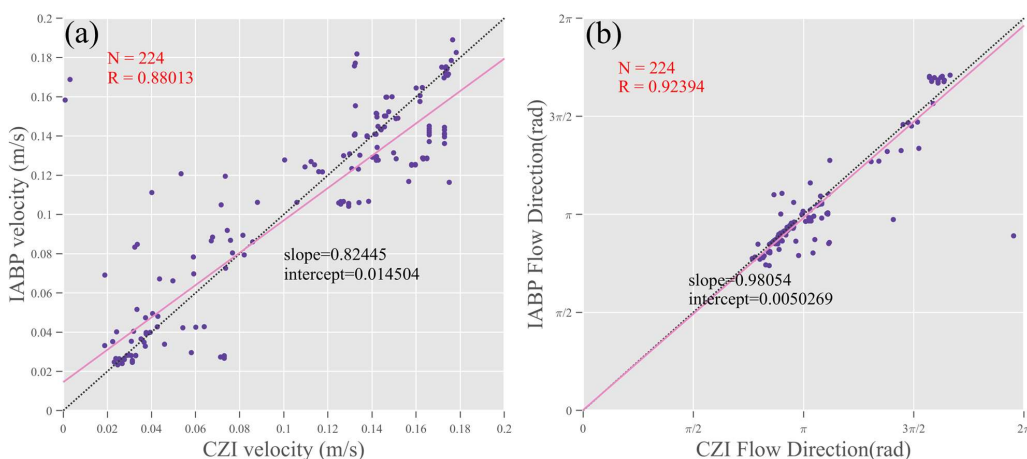 (a)
N = 224
R = 0.88013
slope=0.82445
intercept=0.014504
IABP velocity (m/s)
0.2
0.18
0.16
0.14
0.12
0.1
0.08
0.06
0.04
0.02
0
0
0.02
0.04
0.06
0.08
0.1
0.12
0.14
0.16
0.18
0.2
CZI velocity (m/s)
(b)
N = 224
R = 0.92394
slope=0.98054
intercept=0.0050269
IABP Flow Direction(rad)
2π
3π/2
π
π/2
0
0
π/2
π
3π/2
2π
CZI Flow Direction(rad)